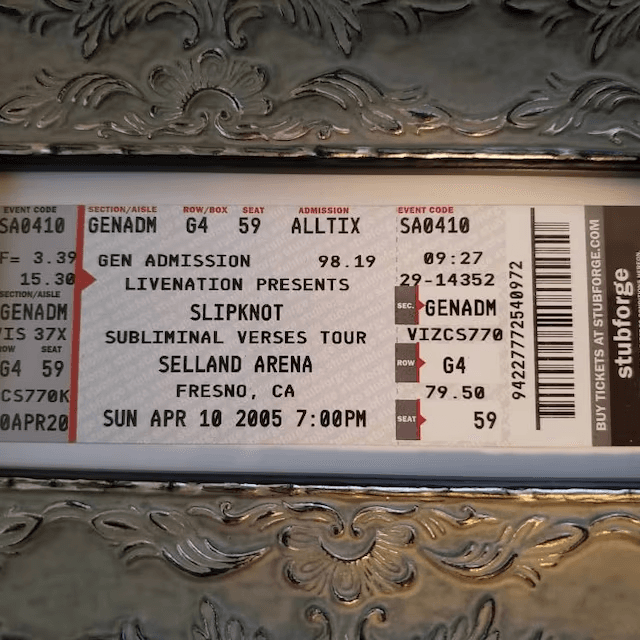 EVENT CODE
SA0410
F= 3.39
15.30
SECTION/AISLE
GENADM
VIS 37X
ROW SEAT
G4 59
CS770K
0APR20
SECTION/AISLE ROW/BOX SEAT ADMISSION
GENADM G4 59 ALLTIX
GEN ADMISSION 98.19
LIVENATION PRESENTS
SLIPKNOT
SUBLIMINAL VERSES TOUR
SELLAND ARENA
FRESNO, CA
SUN APR 10 2005 7:00PM
EVENT CODE
SA0410
09:27
29-14352
SEC. GENADM
VIZCS770
ROW G4
79.50
SEAT 59
942277772540972
BUY TICKETS AT STUBFORGE.COM
stubforge